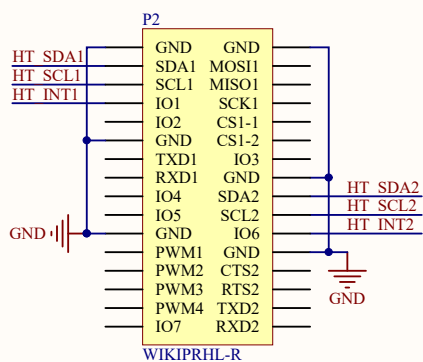 P2
GND GND
HT_SDA1 SDA1 MOSI1
HT_SCL1 SCL1 MISO1
HT_INT1 IO1 SCK1
IO2 CS1-1
GND CS1-2
TXD1 IO3
RXD1 GND
IO4 SDA2 HT_SDA2
IO5 SCL2 HT_SCL2
GND GND IO6 HT_INT2
PWM1 GND
PWM2 CTS2
PWM3 RTS2
GND
PWM4 TXD2
IO7 RXD2
WIKIPRHL-R